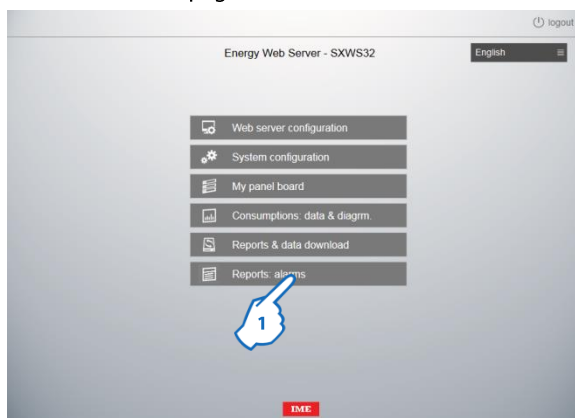 logout
Energy Web Server - SXWS32
English
Web server configuration
System configuration
My panel board
Consumptions: data & diagrm.
Reports & data download
Reports: alarms
1
IME